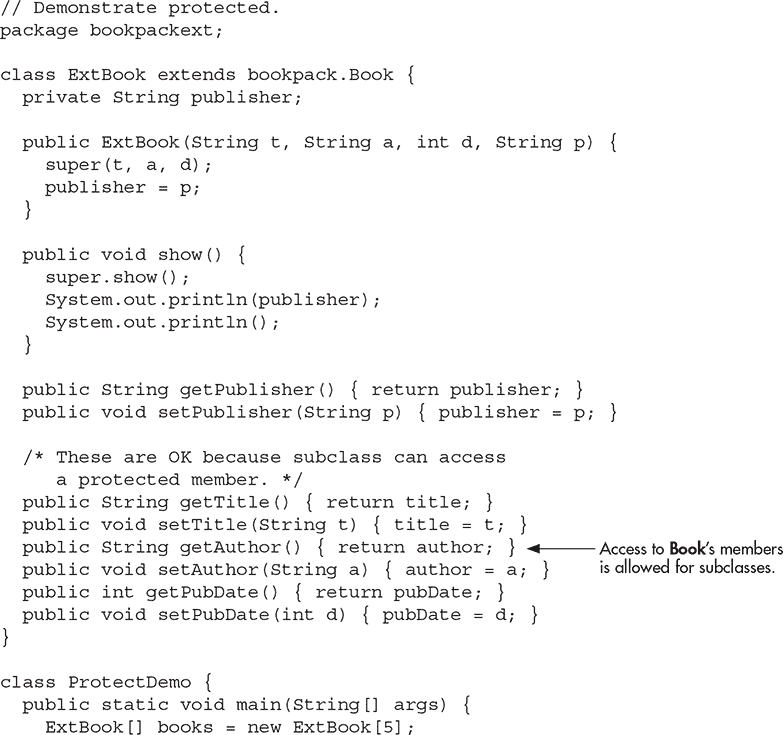 // Demonstrate protected.
package bookpackext;

class ExtBook extends bookpack.Book {
  private String publisher;

  public ExtBook(String t, String a, int d, String p) {
    super(t, a, d);
    publisher = p;
  }

  public void show() {
    super.show();
    System.out.println(publisher);
    System.out.println();
  }

  public String getPublisher() { return publisher; }
  public void setPublisher(String p) { publisher = p; }

  /* These are OK because subclass can access
     a protected member. */
  public String getTitle() { return title; }
  public void setTitle(String t) { title = t; }
  public String getAuthor() { return author; }
  public void setAuthor(String a) { author = a; }
  public int getPubDate() { return pubDate; }
  public void setPubDate(int d) { pubDate = d; }
}
Access to Book's members
is allowed for subclasses.

class ProtectDemo {
  public static void main(String[] args) {
    ExtBook[] books = new ExtBook[5];